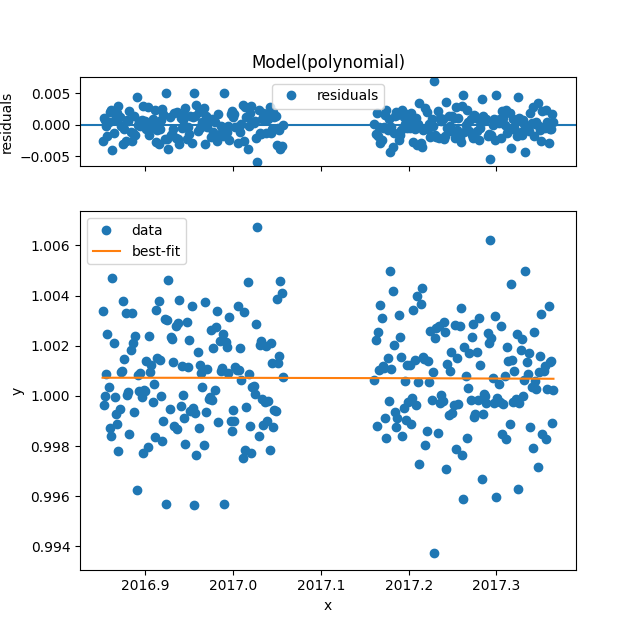 Model(polynomial)
residuals
0.005
0.000
−0.005
residuals
data
best-fit
y
1.006
1.004
1.002
1.000
0.998
0.996
0.994
2016.9 2017.0 2017.1 2017.2 2017.3
x